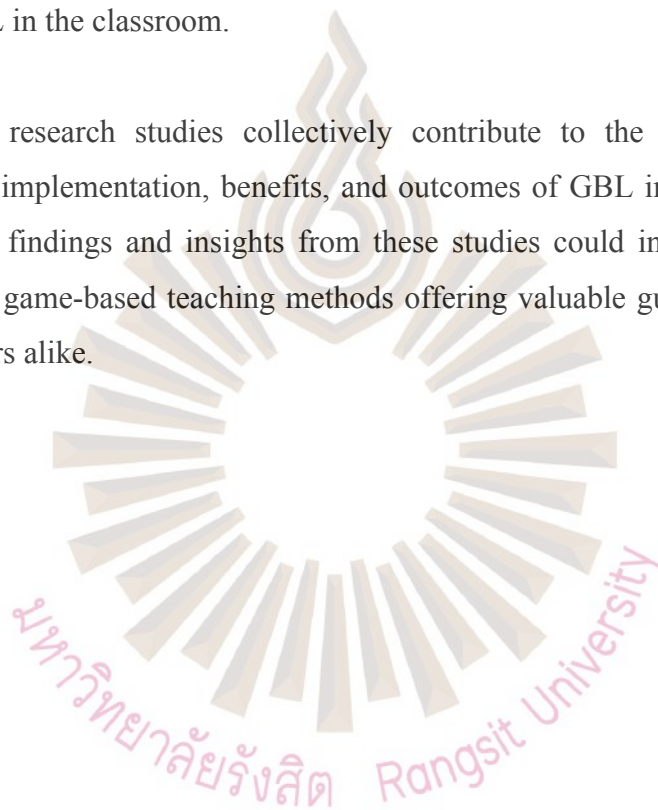 L in the classroom.
research studies collectively contribute to the
implementation, benefits, and outcomes of GBL i
findings and insights from these studies could in
game-based teaching methods offering valuable gu
rs alike.
มหาวิทยาลัยรังสิต Rangsit University